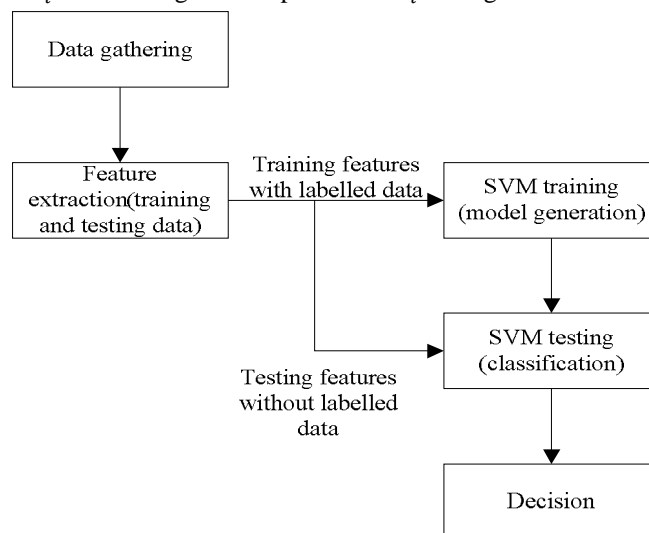 Data gathering
Feature
extraction(training
and testing data)
Training features
with labelled data
SVM training
(model generation)
SVM testing
(classification)
Testing features
without labelled
data
Decision